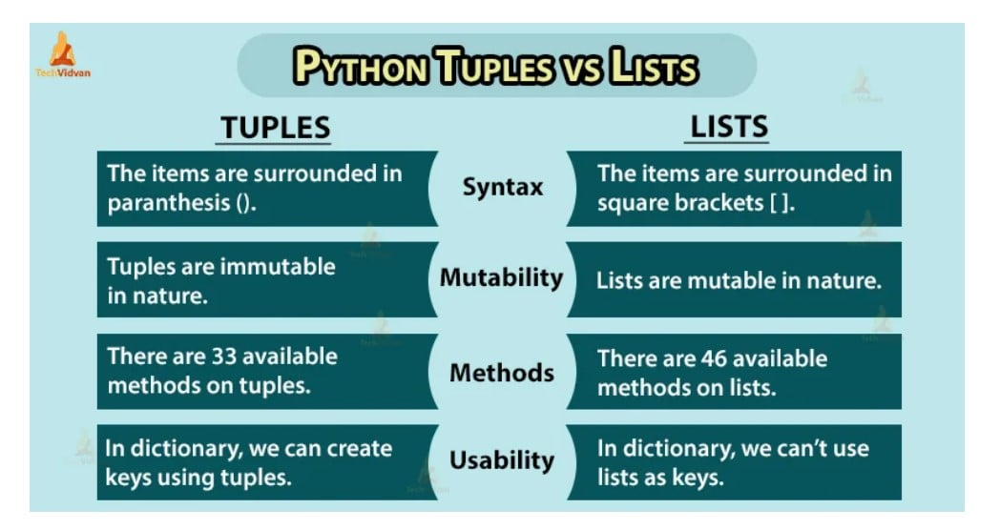 TechVidvan
PYTHON TUPLES VS LISTS
TUPLES
LISTS
The items are surrounded in
paranthesis ().
Syntax
The items are surrounded in
square brackets [ ].
Tuples are immutable
in nature.
Mutability
Lists are mutable in nature.
There are 33 available
methods on tuples.
Methods
There are 46 available
methods on lists.
In dictionary, we can create
keys using tuples.
Usability
In dictionary, we can’t use
lists as keys.